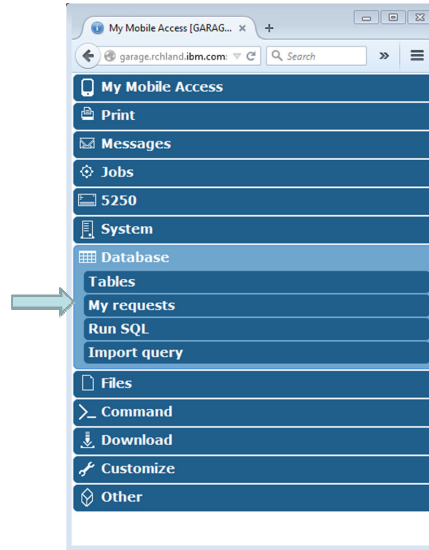 My Mobile Access [GARAG...
garage.rchland.ibm.com:
Search
My Mobile Access
Print
Messages
Jobs
5250
System
Database
Tables
My requests
Run SQL
Import query
Files
Command
Download
Customize
Other